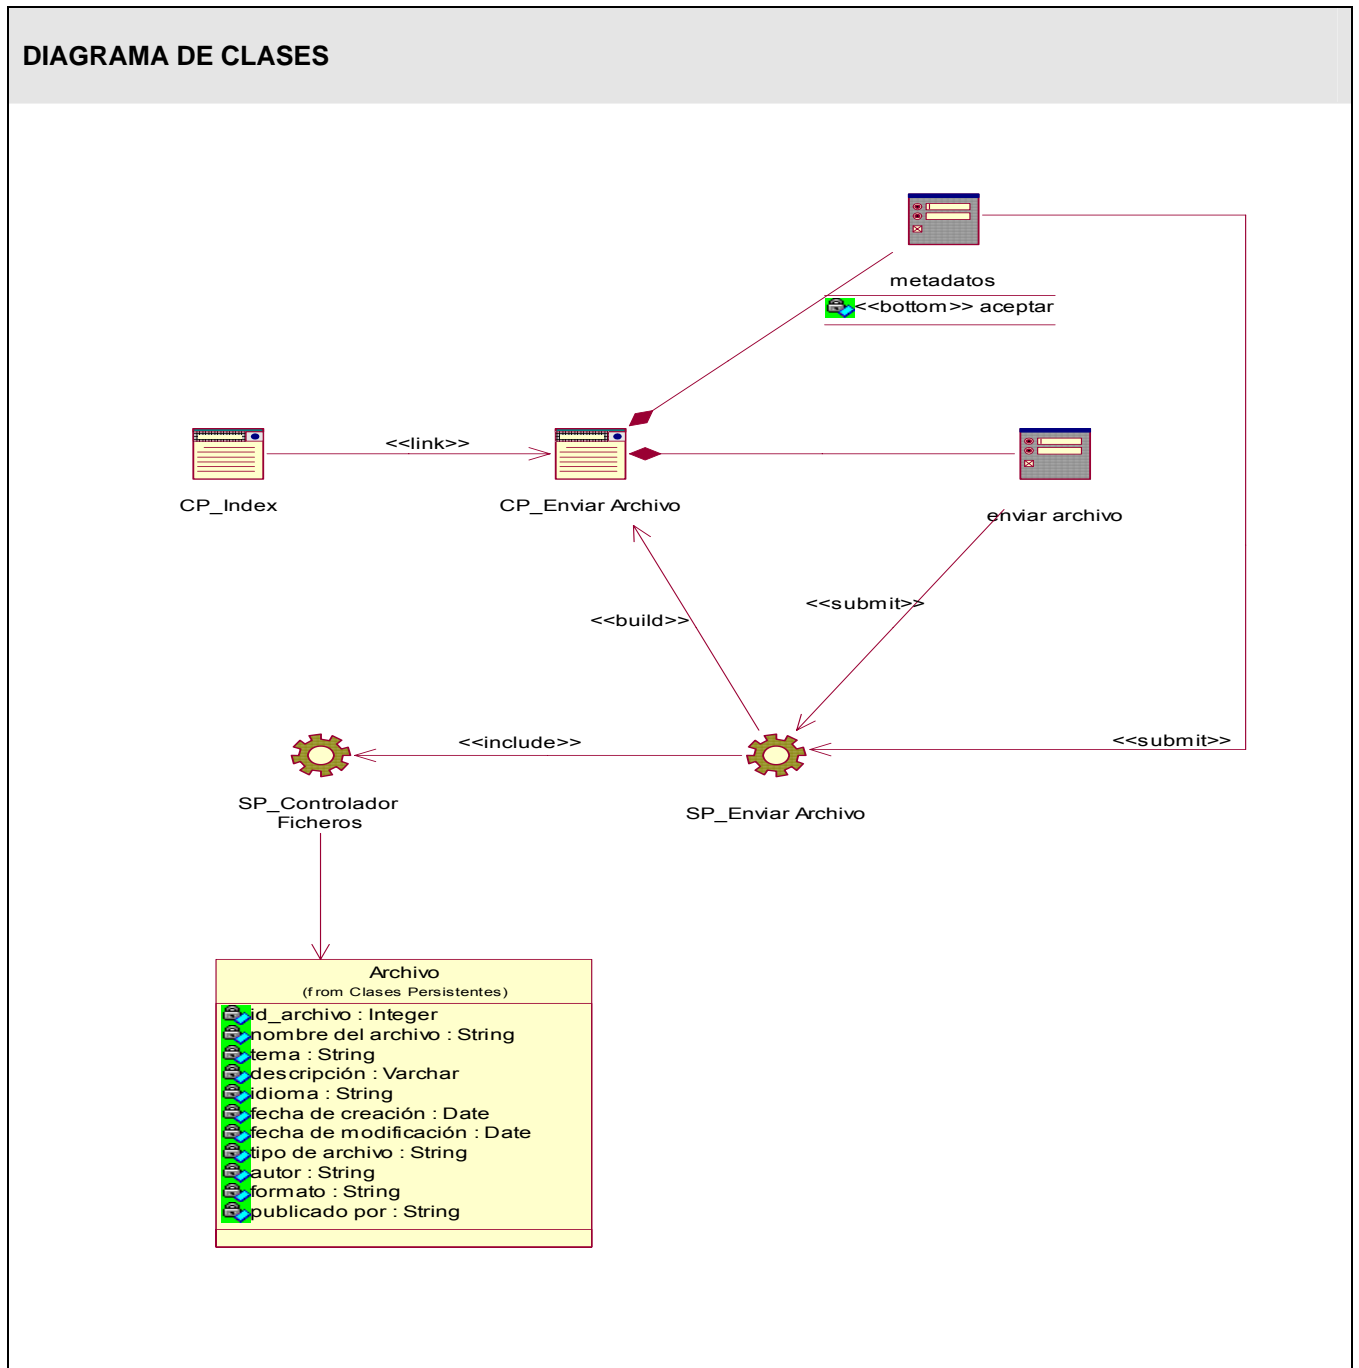 DIAGRAMA DE CLASES
metadatos
<<bottom>> aceptar
<<link>>
CP_Index
CP_Enviar Archivo
enviar archivo
<<submit>>
<<build>>
<<include>>
<<submit>>
SP_Controlador
Ficheros
SP_Enviar Archivo
Archivo
(from Clases Persistentes)
id_archivo : Integer
nombre del archivo : String
tema : String
descripción : Varchar
idioma : String
fecha de creación : Date
fecha de modificación : Date
tipo de archivo : String
autor : String
formato : String
publicado por : String